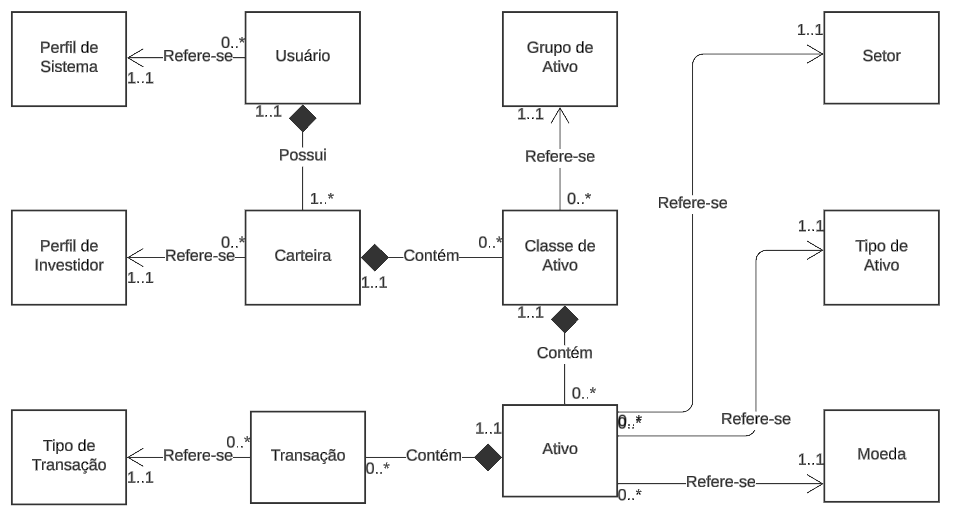 Perfil de
Sistema
Refere-se
0..*
1..1
Usuário
1..1
Possui
1..*
Grupo de
Ativo
1..1
Refere-se
0..*
1..1
Setor
Refere-se
Perfil de
Investidor
Refere-se
0..*
1..1
Carteira
1..1
Contém
0..*
Classe de
Ativo
1..1
Contém
0..*
1..1
Tipo de
Ativo
Refere-se
Tipo de
Transação
Refere-se
0..*
1..1
Transação
0..*
Contém
1..1
Ativo
0..*
0..*
0..*
Refere-se
1..1
Moeda